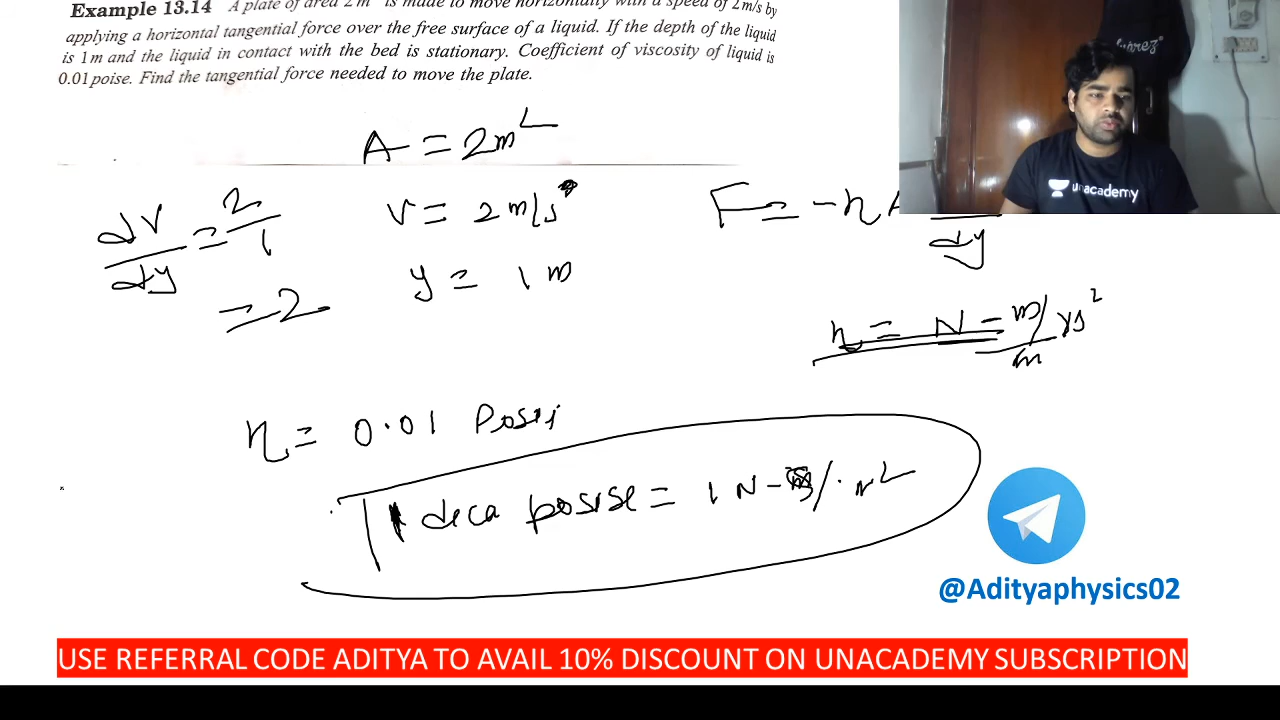 Example 13.14 A plate of area 2 m² is made to move horizontally with a speed of 2 m/s by
applying a horizontal tangential force over the free surface of a liquid. If the depth of the liquid
is 1 m and the liquid in contact with the bed is stationary. Coefficient of viscosity of liquid is
0.01 poise. Find the tangential force needed to move the plate.
A = 2m²
dv/dy = 2/1
= 2
v = 2 m/s
y = 1 m
F = -η A dy
η = N
m
η = 0.01
1 deca = 1 N-
unacademy
@Adityaphysics02
USE REFERRAL CODE ADITYA TO AVAIL 10% DISCOUNT ON UNACADEMY SUBSCRIPTION